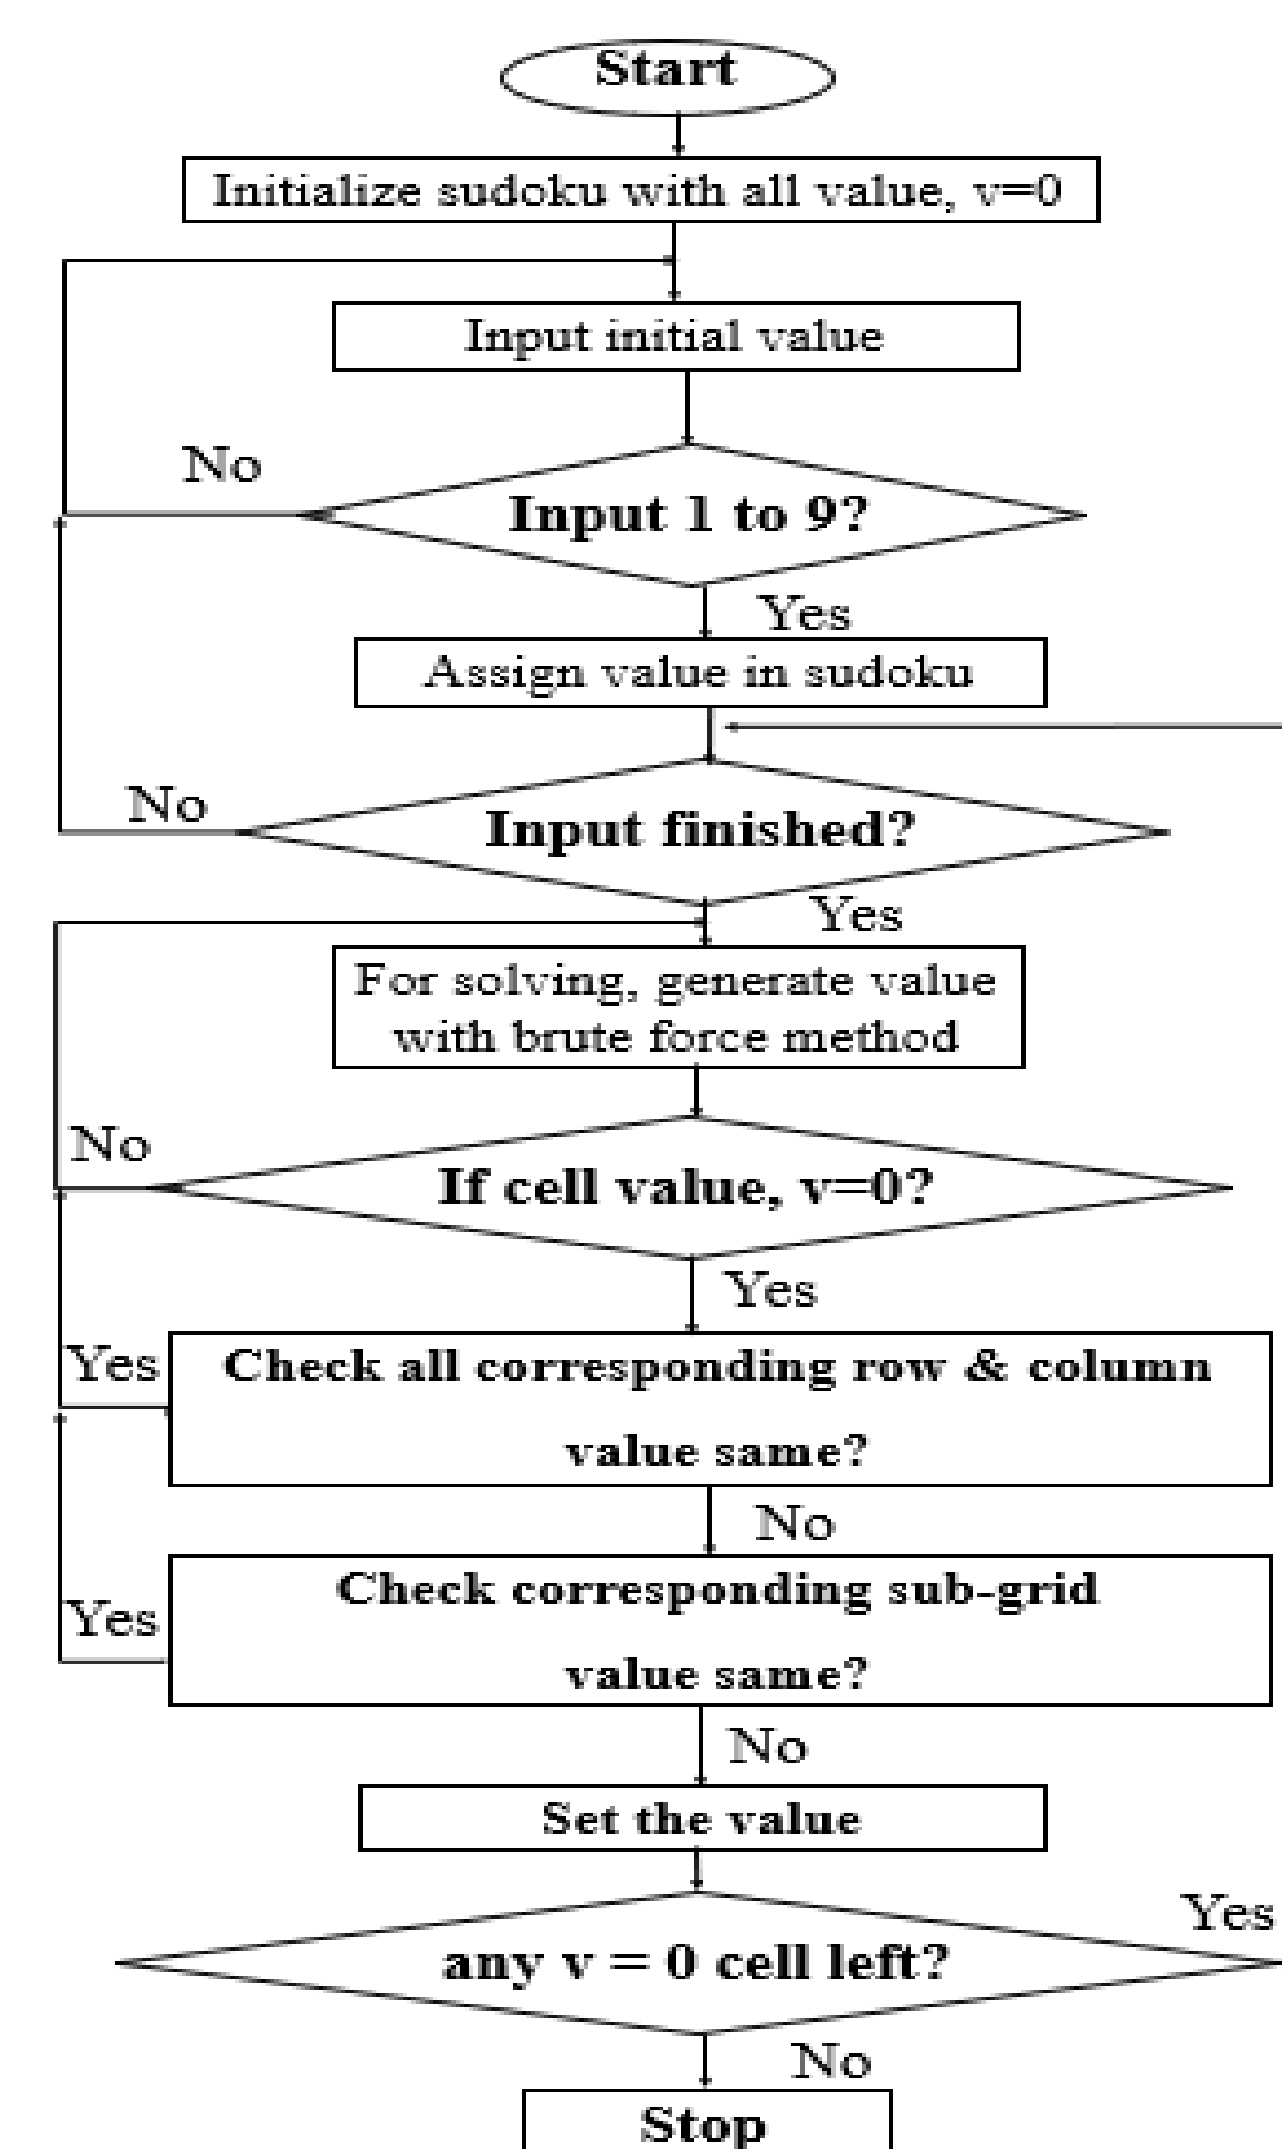 Start
Initialize sudoku with all value, v=0
Input initial value
No
Input 1 to 9?
Yes
Assign value in sudoku
No
Input finished?
Yes
For solving, generate value
with brute force method
No
If cell value, v=0?
Yes
Yes
Check all corresponding row & column
value same?
No
Check corresponding sub-grid
Yes
value same?
No
Set the value
Yes
any v = 0 cell left?
No
Stop